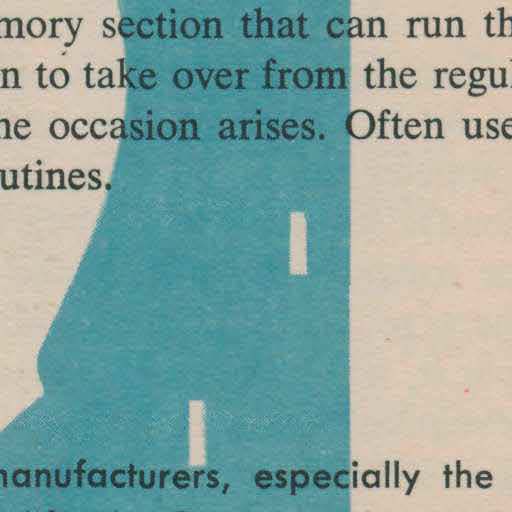 mory section that can run th
n to take over from the regul
ne occasion arises. Often use
utines.
manufacturers, especially the